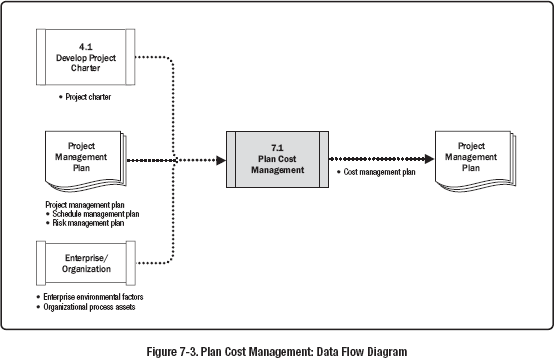 4.1
Develop Project
Charter
• Project charter
Project
Management
Plan
Project management plan
• Schedule management plan
• Risk management plan
Enterprise/
Organization
• Enterprise environmental factors
• Organizational process assets
7.1
Plan Cost
Management
• Cost management plan
Project
Management
Plan
Figure 7-3. Plan Cost Management: Data Flow Diagram